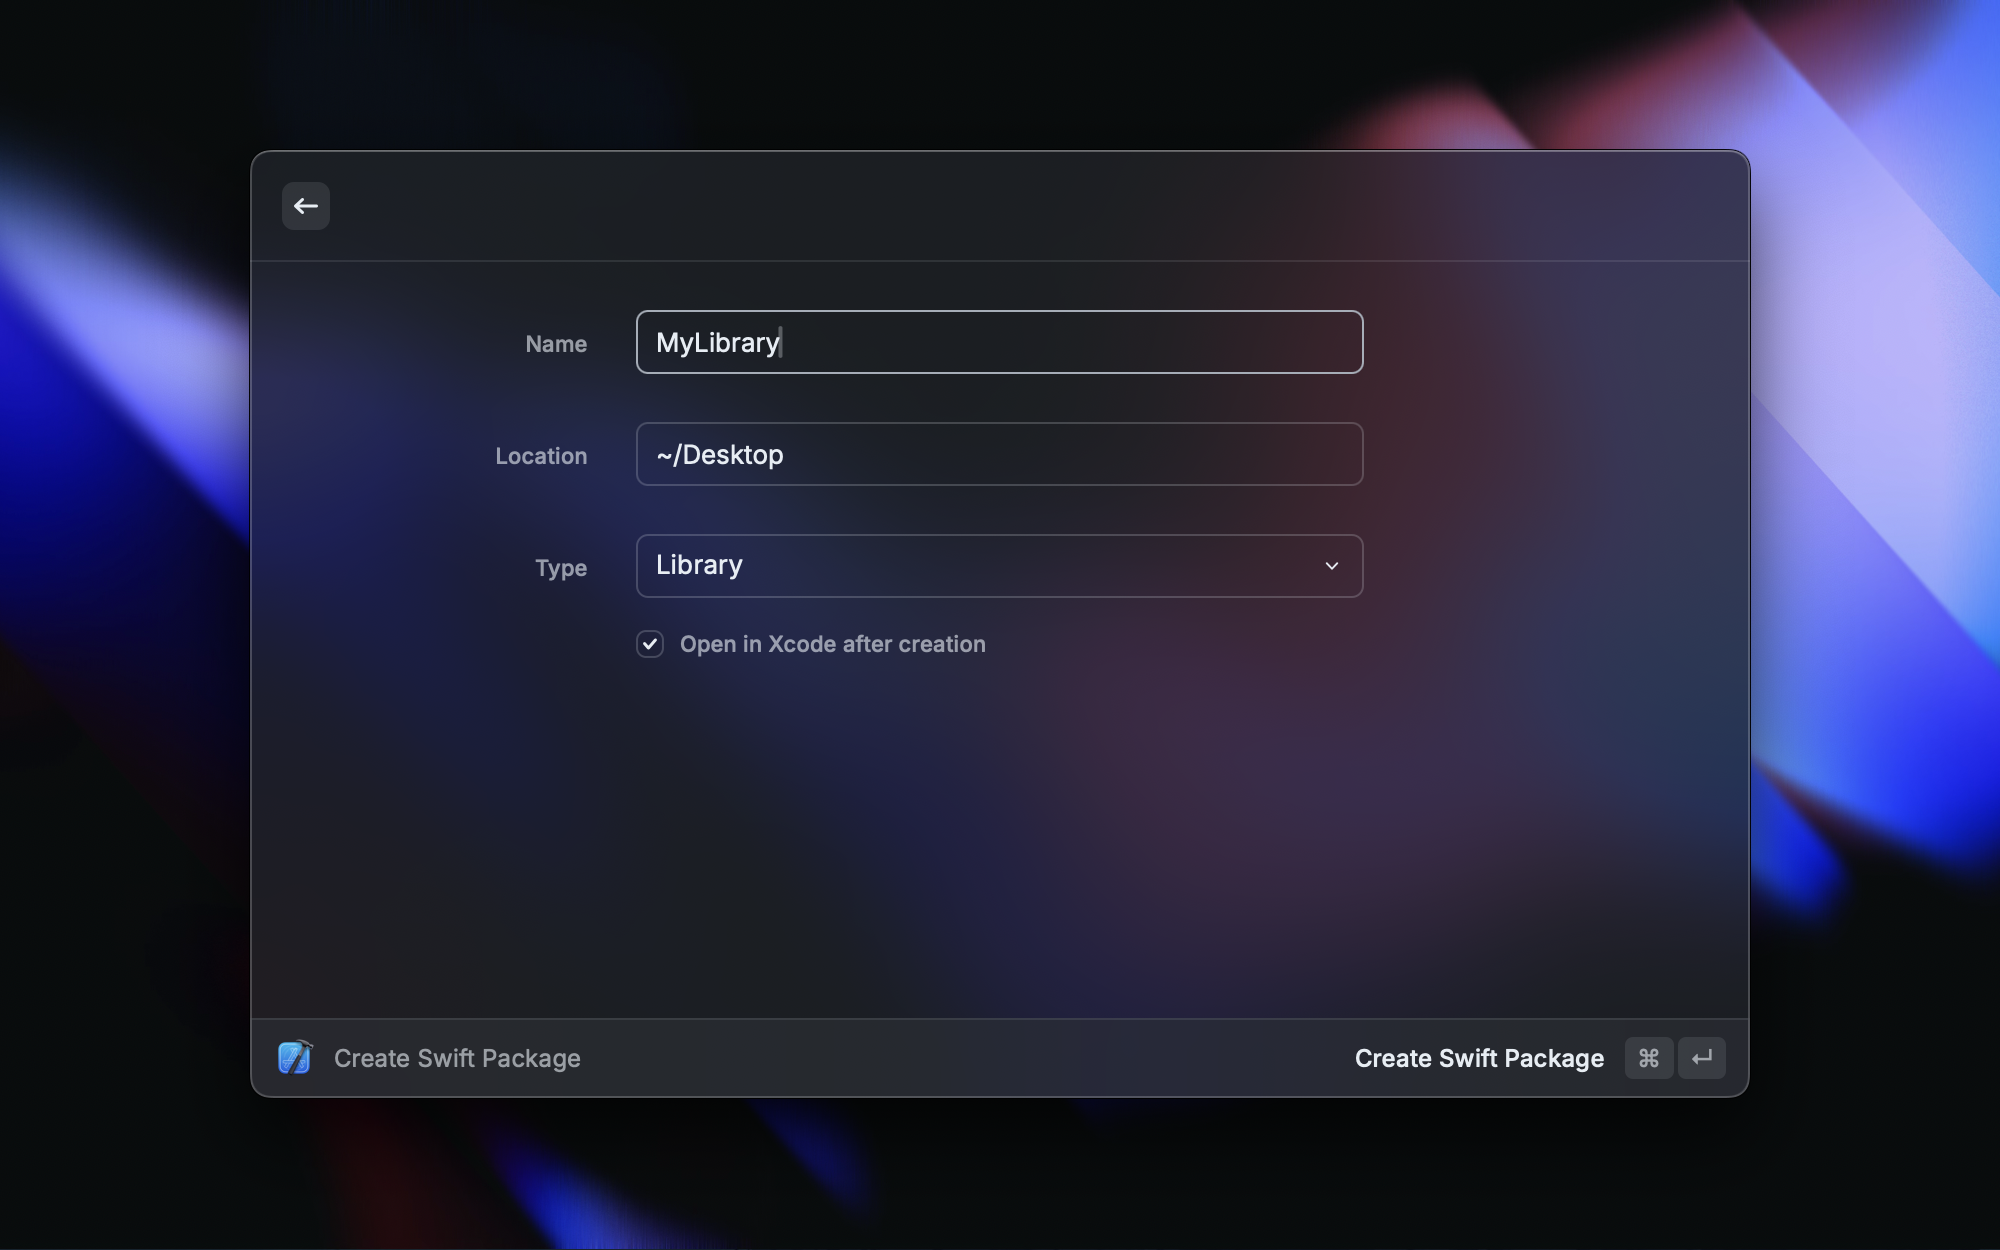 Name
MyLibrary
Location
~/Desktop
Type
Library
Open in Xcode after creation
Create Swift Package
Create Swift Package ⌘ ↵